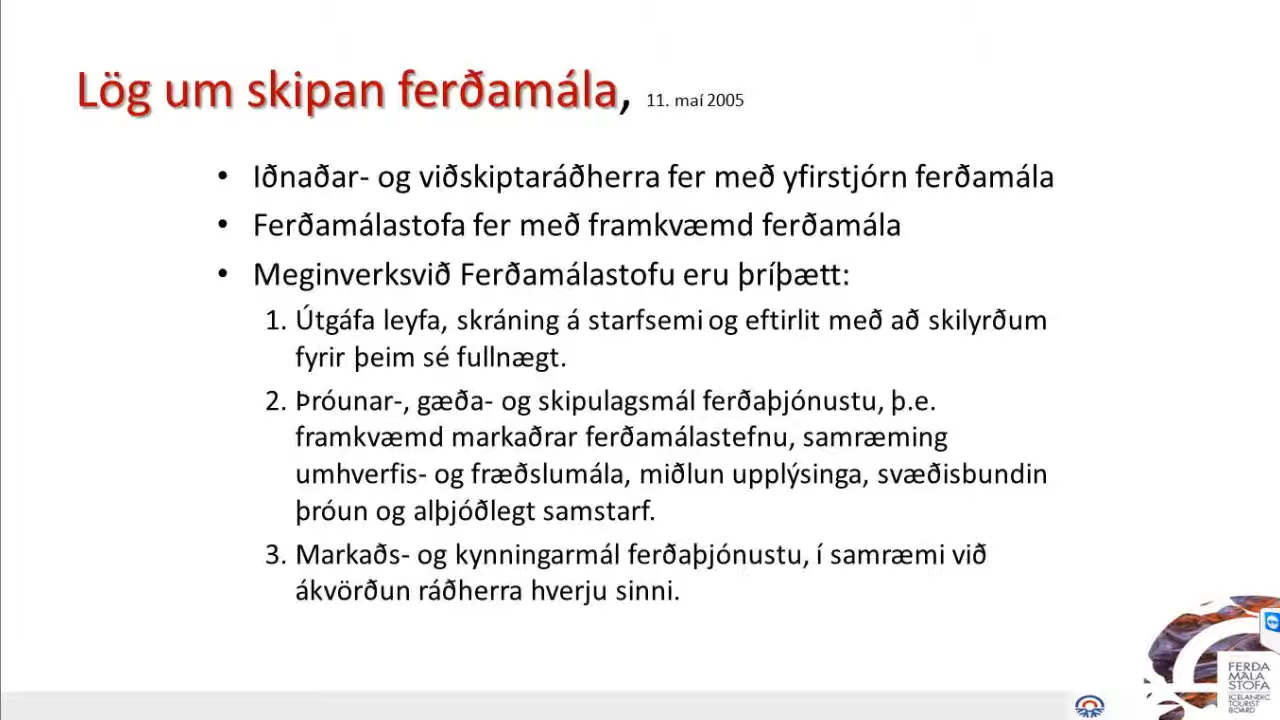 Lög um skipan ferðamála, 11. maí 2005
• Iðnaðar- og viðskiptaráðherra fer með yfirstjórn ferðamála
• Ferðamálastofa fer með framkvæmd ferðamála
• Meginverksvið Ferðamálastofu eru þríþætt:
1. Útgáfa leyfa, skráning á starfsemi og eftirlit með að skilyrðum
fyrir þeim sé fullnægt.
2. Þróunar-, gæða- og skipulagsmál ferðaþjónustu, þ.e.
framkvæmd markaðrar ferðamálastefnu, samræming
umhverfis- og fræðslumála, miðlun upplýsinga, svæðisbundin
þróun og alþjóðlegt samstarf.
3. Markaðs- og kynningarmál ferðaþjónustu, í samræmi við
ákvörðun ráðherra hverju sinni.
FERÐA
MÁLA
STOFA
ICELANDIC
TOURIST
BOARD